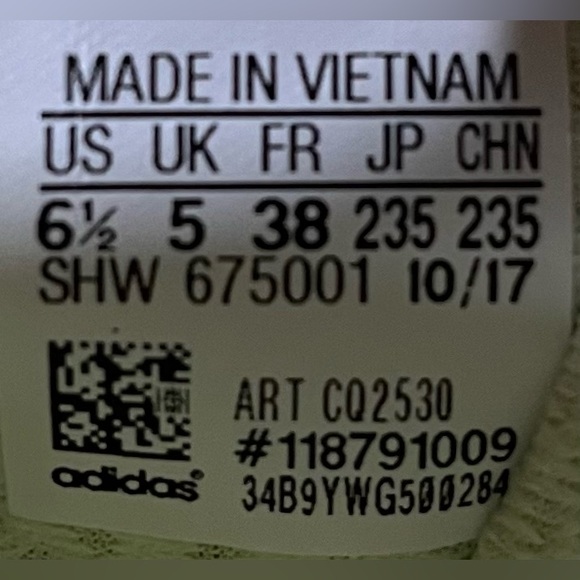 MADE IN VIETNAM
US UK FR JP CHN
6½ 5 38 235 235
SHW 675001 10/17
ART CQ2530
#118791009
adidas®
34B9YWG500284